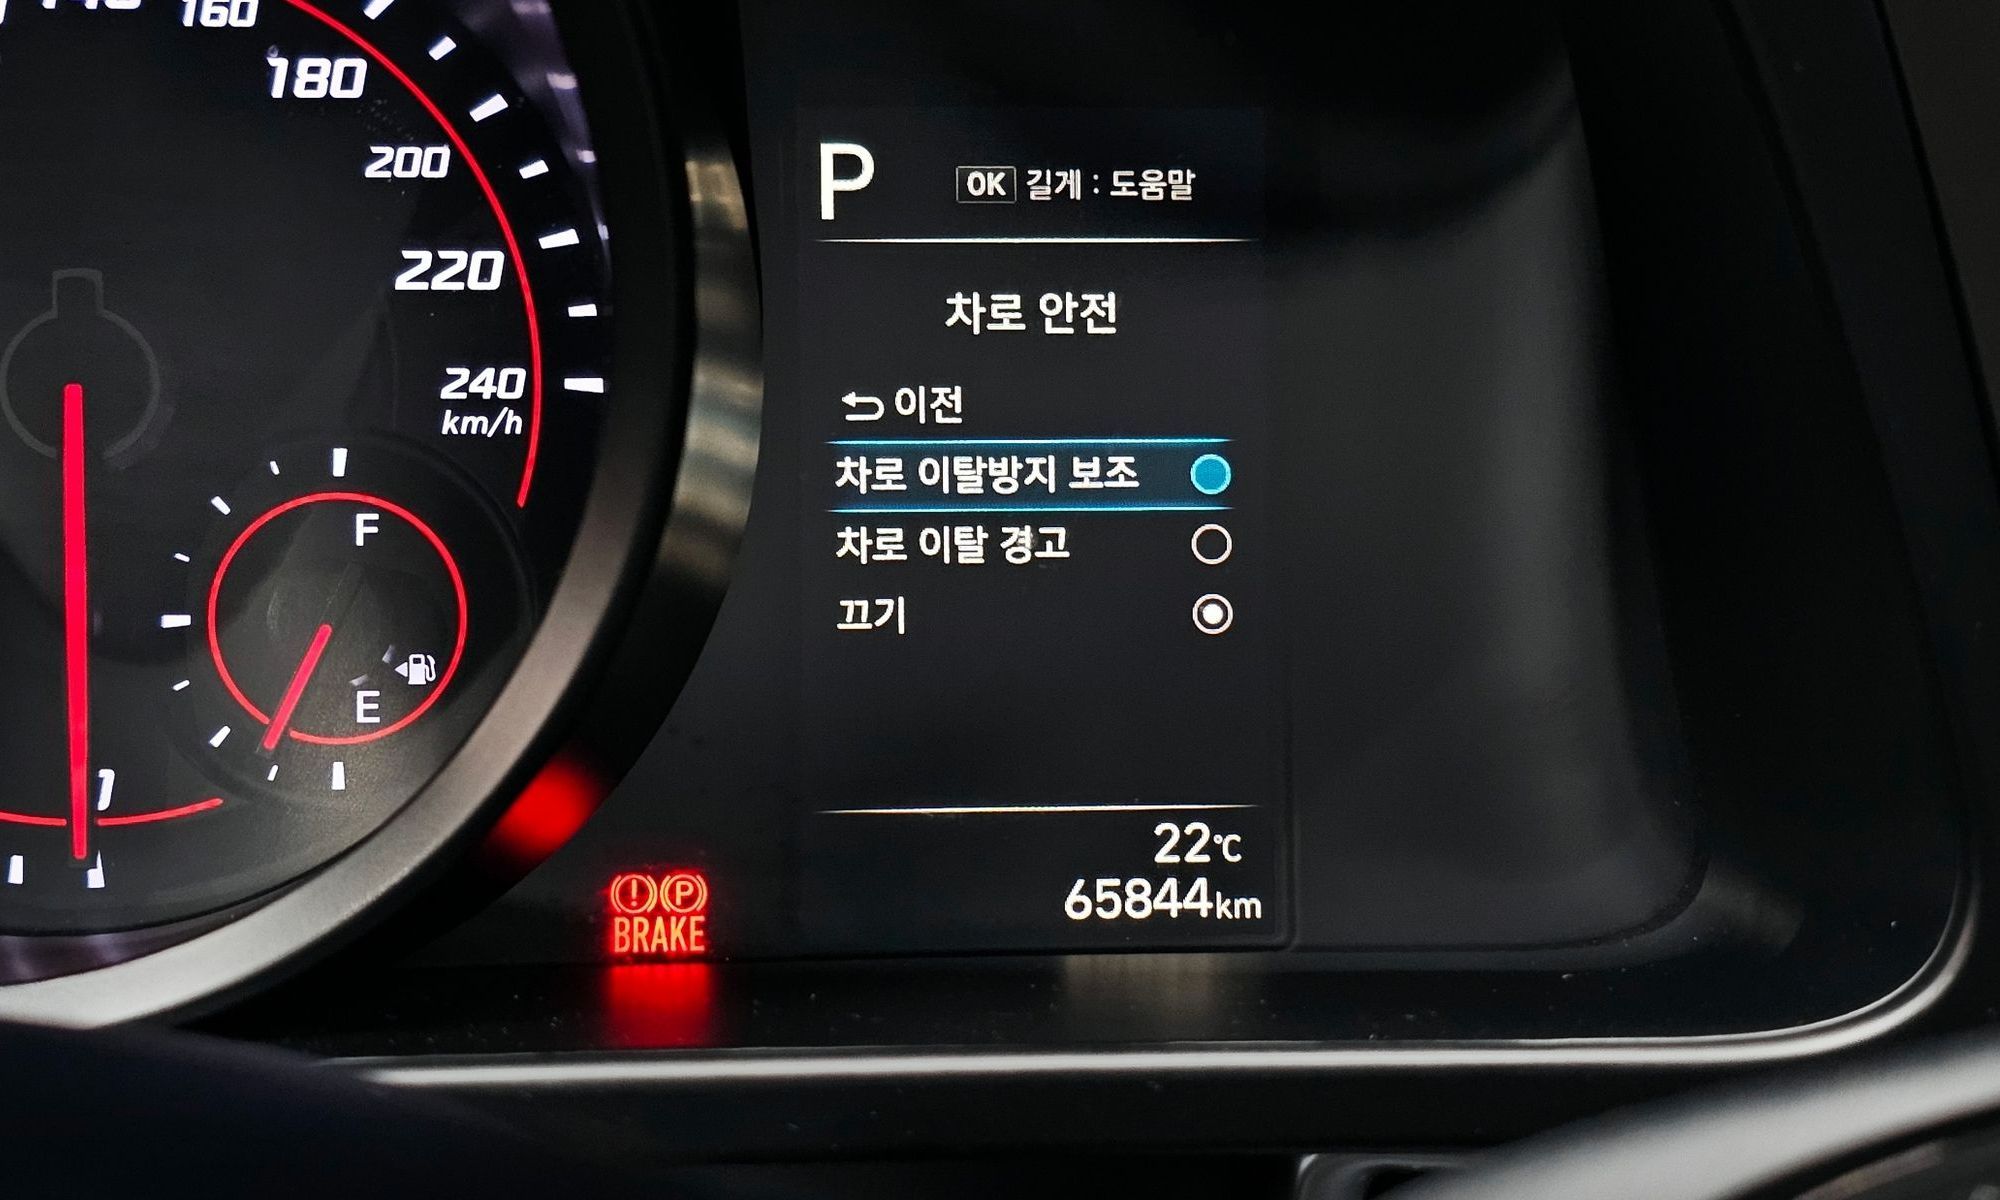 160
180
200
220
240
km/h
F
E
1
P
OK 길게 : 도움말
차로 안전
이전
차로 이탈방지 보조
차로 이탈 경고
끄기
22℃
65844km
! P
BRAKE